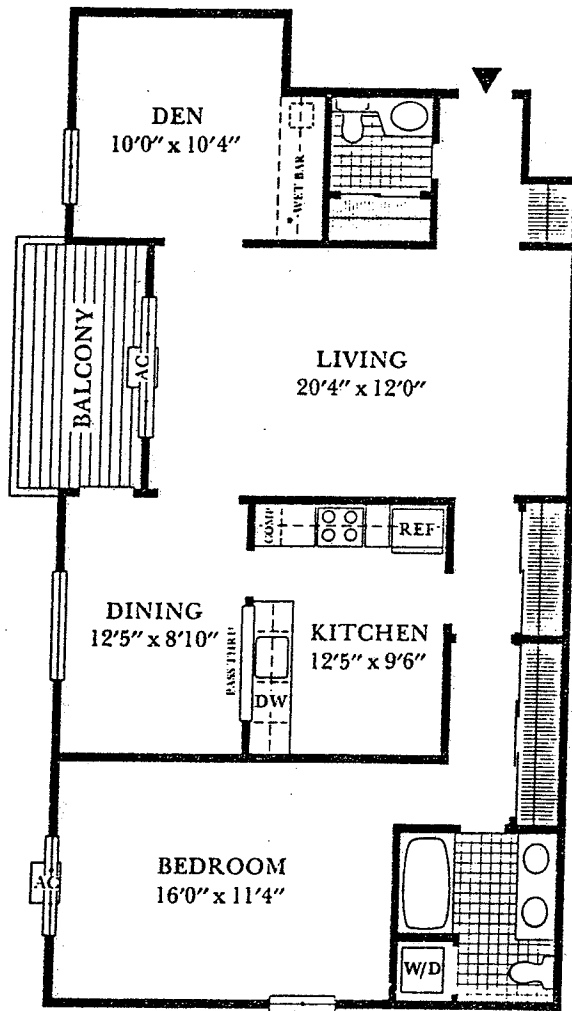 DEN
10'0" x 10'4"
WET BAR
BALCONY
AC
LIVING
20'4" x 12'0"
COMP
REF
DINING
12'5" x 8'10"
PASS THRU
KITCHEN
12'5" x 9'6"
DW
BEDROOM
16'0" x 11'4"
AC
W/D